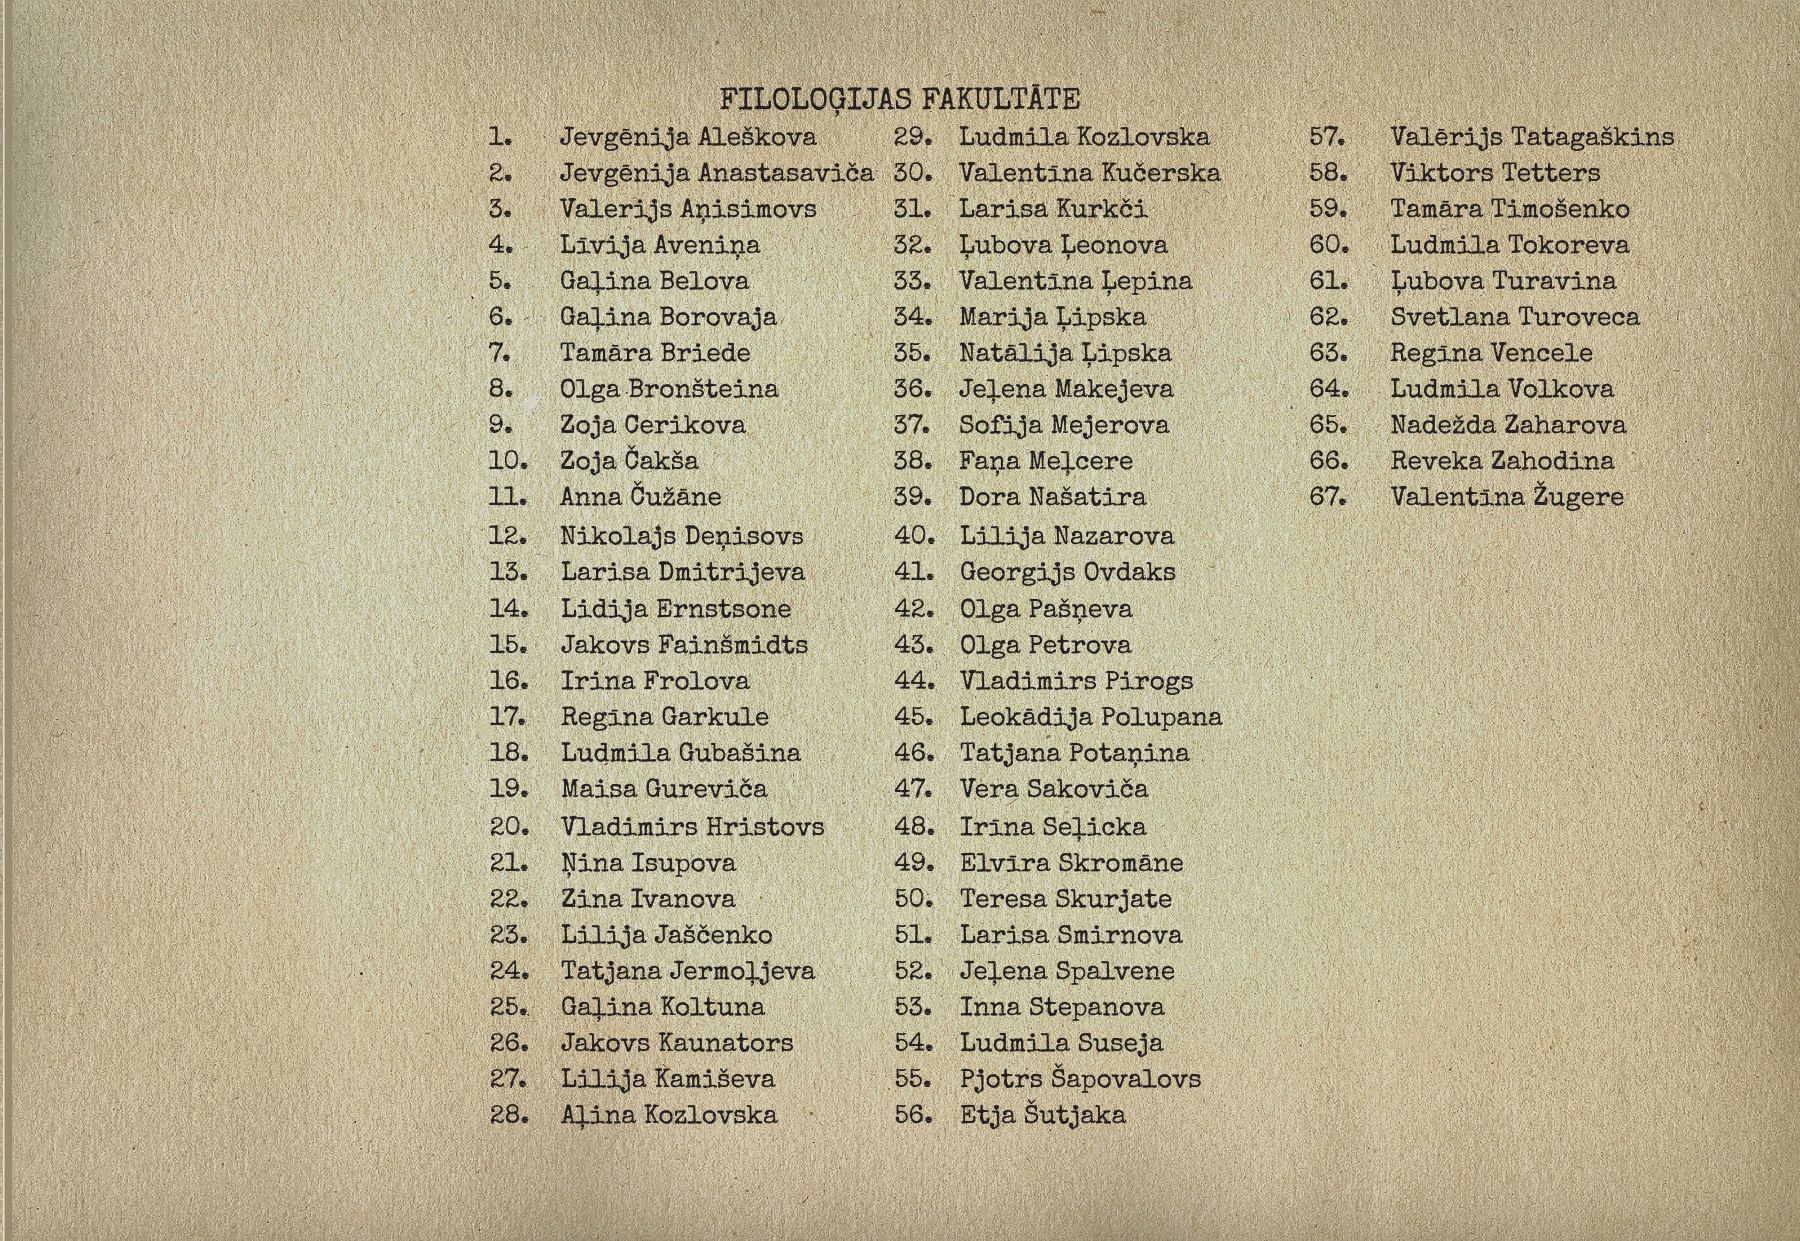 FILOLOĢIJAS FAKULTĀTE
1. Jevgēnija Aleškova
2. Jevgēnija Anastasaviča
3. Valerijs Aņisimovs
4. Līvija Aveniņa
5. Gaļina Belova
6. Gaļina Borovaja
7. Tamāra Briede
8. Olga Bronšteina
9. Zoja Cerikova
10. Zoja Čakša
11. Anna Čužāne
12. Nikolajs Deņisovs
13. Larisa Dmitrijeva
14. Lidija Ernstsone
15. Jakovs Fainšmidts
16. Irina Frolova
17. Regīna Garkule
18. Ludmila Gubašina
19. Maisa Gureviča
20. Vladimirs Hristovs
21. Ņina Isupova
22. Zina Ivanova
23. Lilija Jaščenko
24. Tatjana Jermoļjeva
25. Gaļina Koltuna
26. Jakovs Kaunators
27. Lilija Kamiševa
28. Aļina Kozlovska
29. Ludmila Kozlovska
30. Valentīna Kučerska
31. Larisa Kurkči
32. Ļubova Ļeonova
33. Valentīna Ļepina
34. Marija Ļipska
35. Natālija Ļipska
36. Jeļena Makejeva
37. Sofija Mejerova
38. Faņa Meļcere
39. Dora Našatira
40. Lilija Nazarova
41. Georgijs Ovdaks
42. Olga Pašņeva
43. Olga Petrova
44. Vladimirs Pirogs
45. Leokādija Polupana
46. Tatjana Potaņina
47. Vera Sakoviča
48. Irīna Seļicka
49. Elvīra Skromāne
50. Teresa Skurjate
51. Larisa Smirnova
52. Jeļena Spalvene
53. Inna Stepanova
54. Ludmila Suseja
55. Pjotrs Šapovalovs
56. Etja Šutjaka
57. Valērijs Tatagaškins
58. Viktors Tetters
59. Tamāra Timošenko
60. Ludmila Tokoreva
61. Ļubova Turavina
62. Svetlana Turoveca
63. Regīna Vencele
64. Ludmila Volkova
65. Nadežda Zaharova
66. Reveka Zahodina
67. Valentīna Žugere